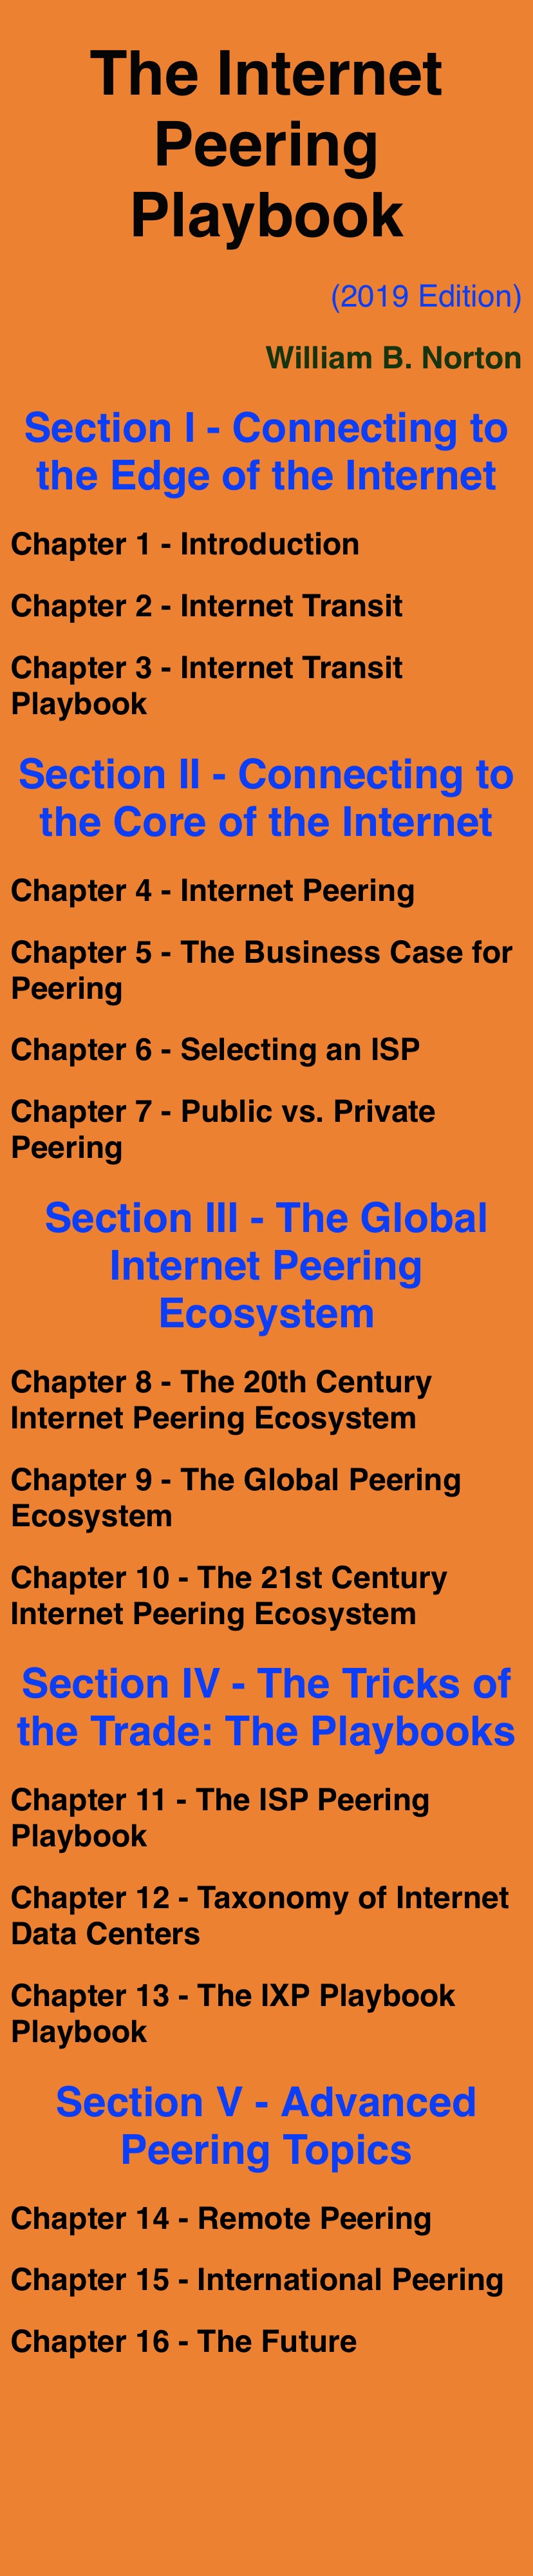 The Internet
Peering
Playbook
(2019 Edition)
William B. Norton
Section I - Connecting to
the Edge of the Internet
Chapter 1 - Introduction
Chapter 2 - Internet Transit
Chapter 3 - Internet Transit
Playbook
Section II - Connecting to
the Core of the Internet
Chapter 4 - Internet Peering
Chapter 5 - The Business Case for
Peering
Chapter 6 - Selecting an ISP
Chapter 7 - Public vs. Private
Peering
Section III - The Global
Internet Peering
Ecosystem
Chapter 8 - The 20th Century
Internet Peering Ecosystem
Chapter 9 - The Global Peering
Ecosystem
Chapter 10 - The 21st Century
Internet Peering Ecosystem
Section IV - The Tricks of
the Trade: The Playbooks
Chapter 11 - The ISP Peering
Playbook
Chapter 12 - Taxonomy of Internet
Data Centers
Chapter 13 - The IXP Playbook
Playbook
Section V - Advanced
Peering Topics
Chapter 14 - Remote Peering
Chapter 15 - International Peering
Chapter 16 - The Future